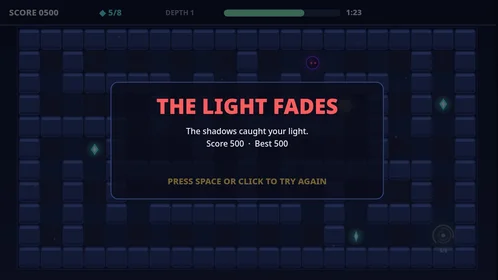 SCORE 0500
◆ 5/8
DEPTH 1
1:23
THE LIGHT FADES
The shadows caught your light.
Score 500 · Best 500
PRESS SPACE OR CLICK TO TRY AGAIN